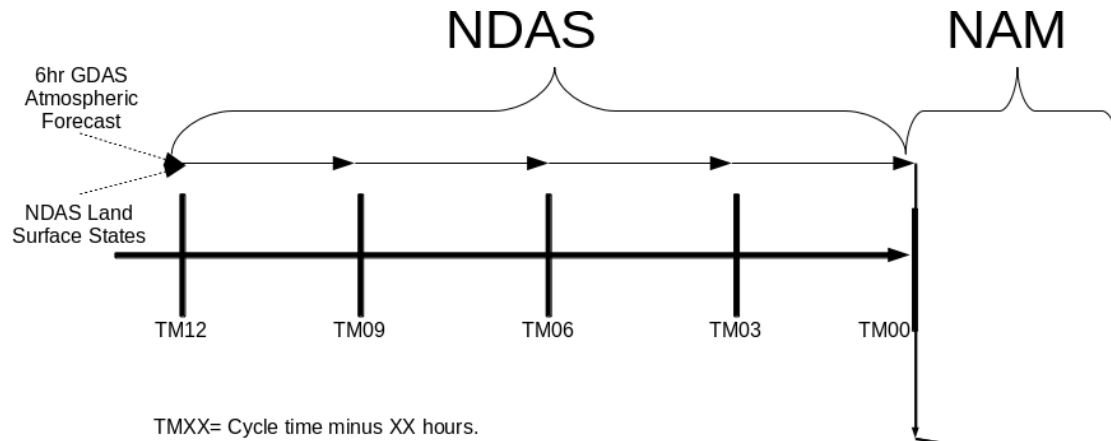 NDAS
NAM
6hr GDAS
Atmospheric
Forecast
NDAS Land
Surface States
TM12
TM09
TM06
TM03
TM00
TMXX= Cycle time minus XX hours.